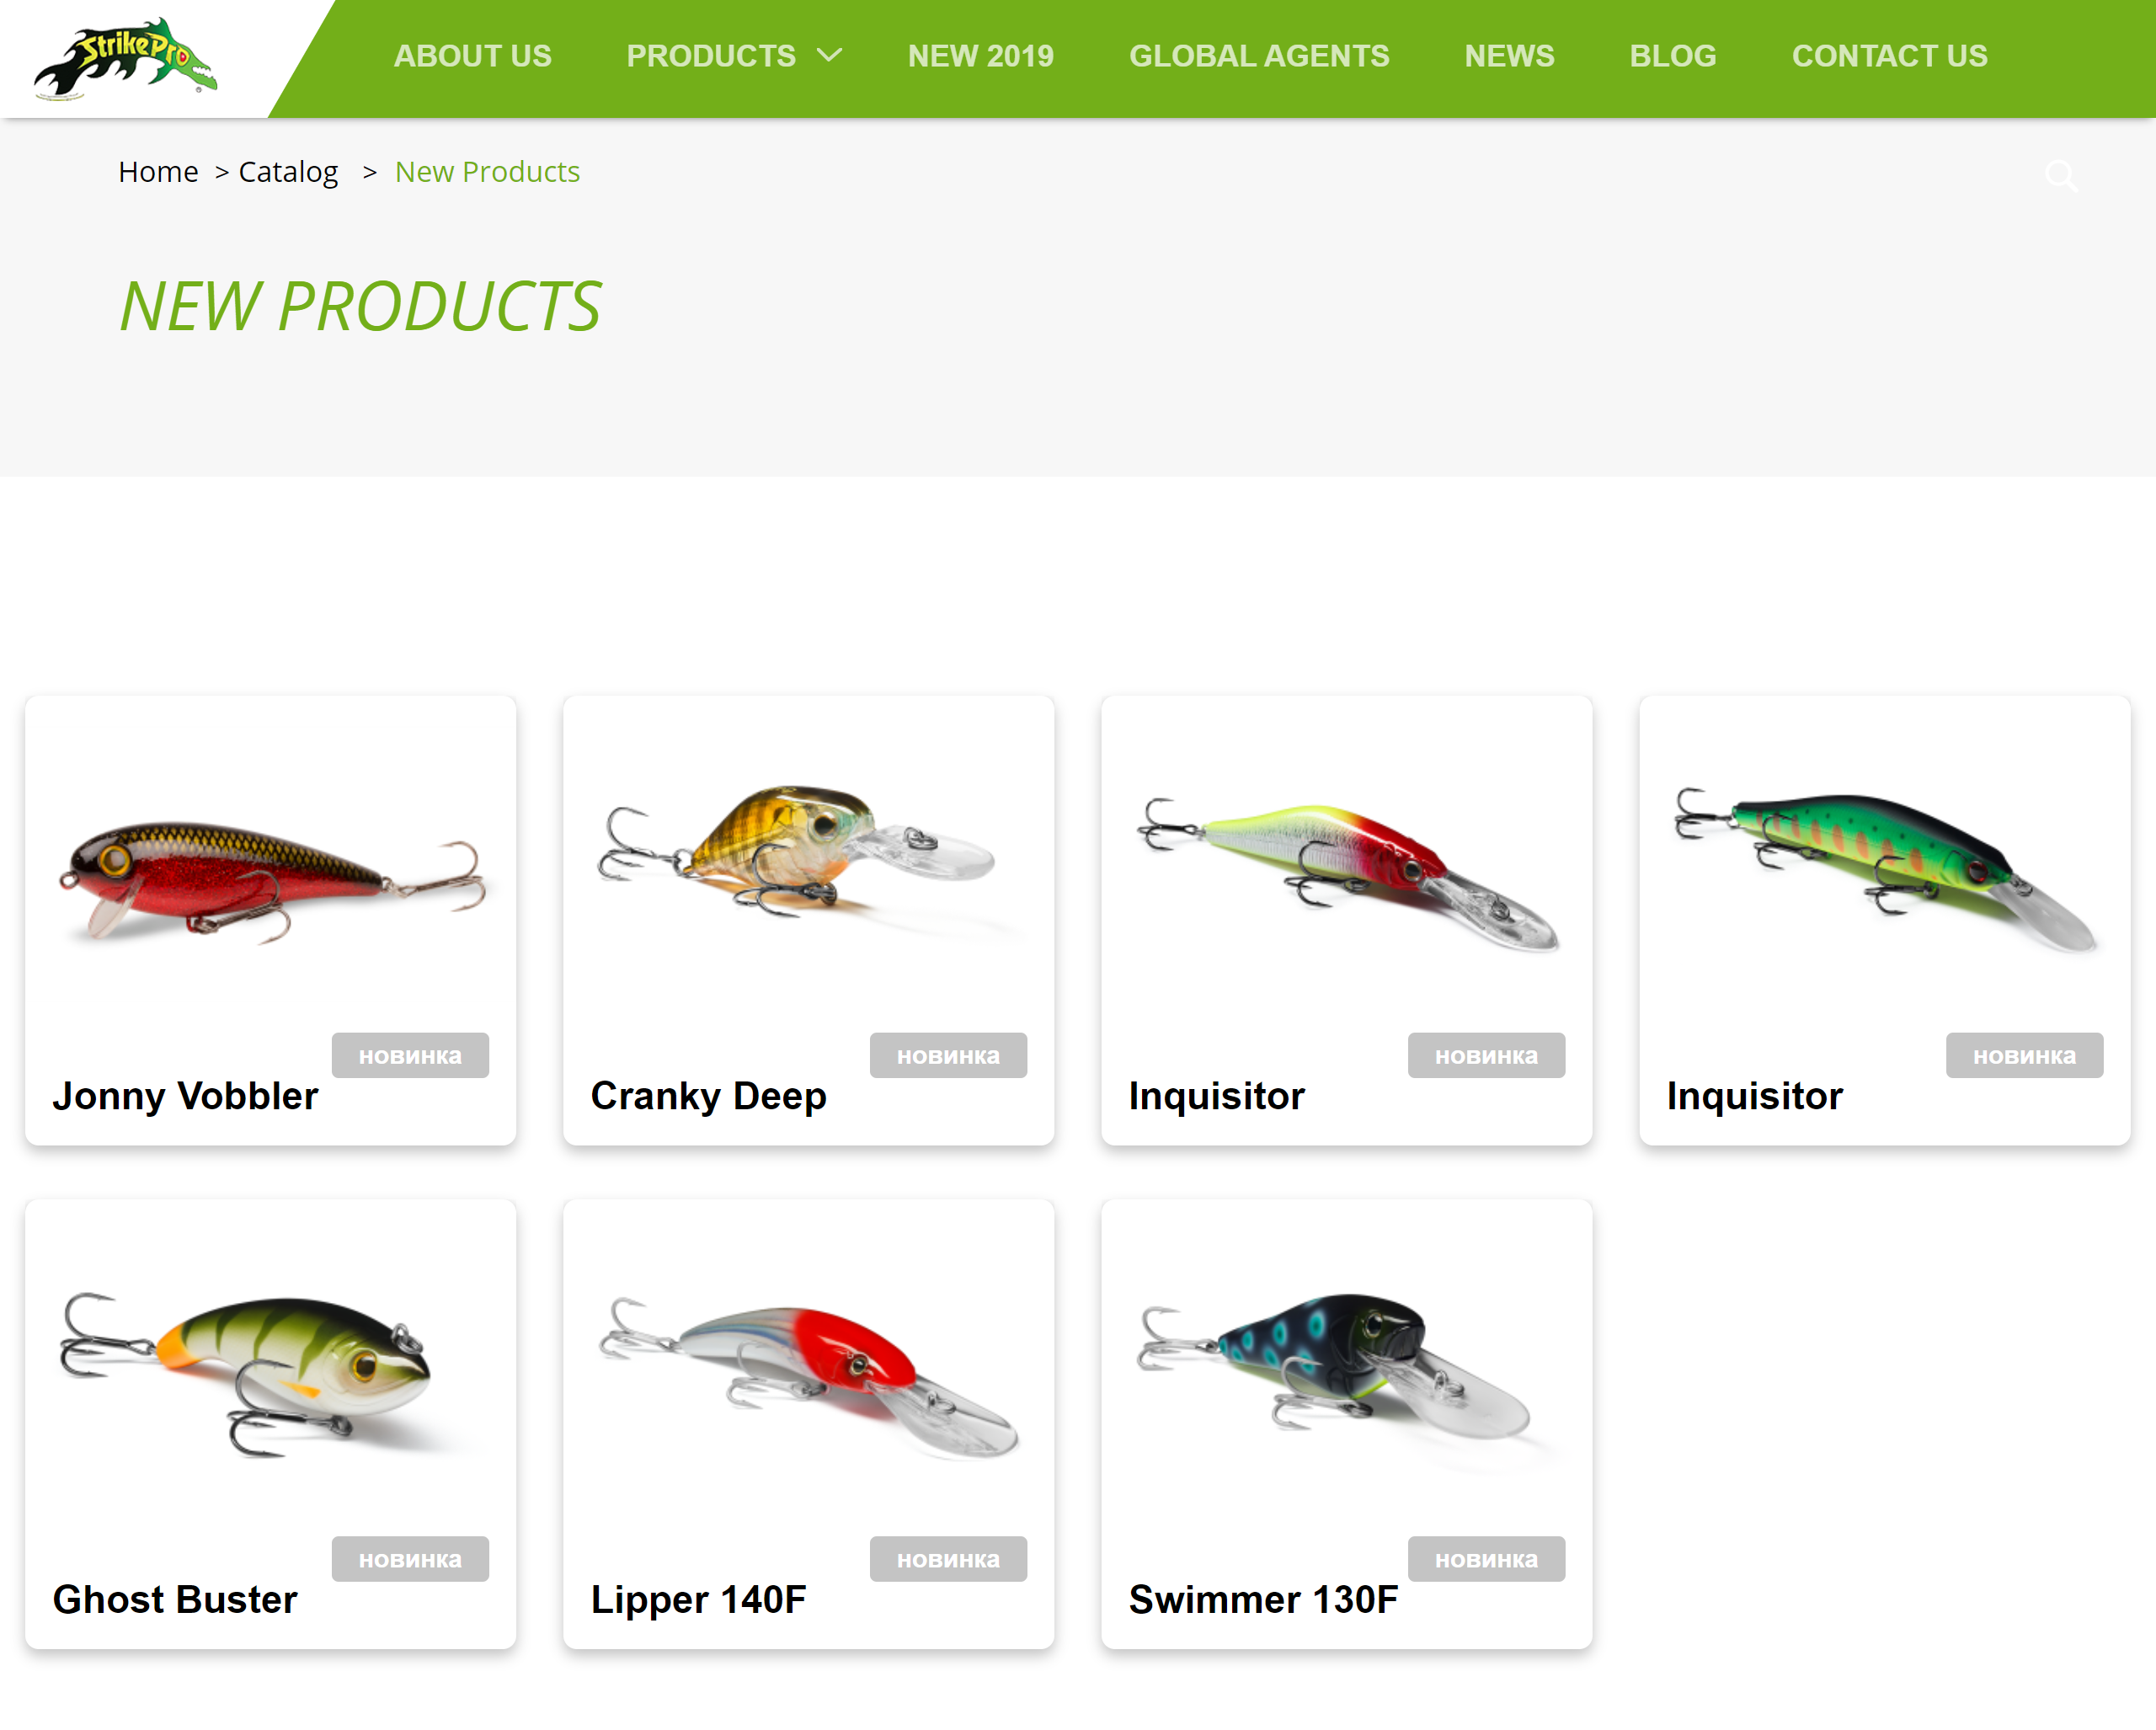 StrikePro
ABOUT US PRODUCTS NEW 2019 GLOBAL AGENTS NEWS BLOG CONTACT US
Home > Catalog > New Products
NEW PRODUCTS
новинка
Jonny Vobbler
новинка
Cranky Deep
новинка
Inquisitor
новинка
Inquisitor
новинка
Ghost Buster
новинка
Lipper 140F
новинка
Swimmer 130F